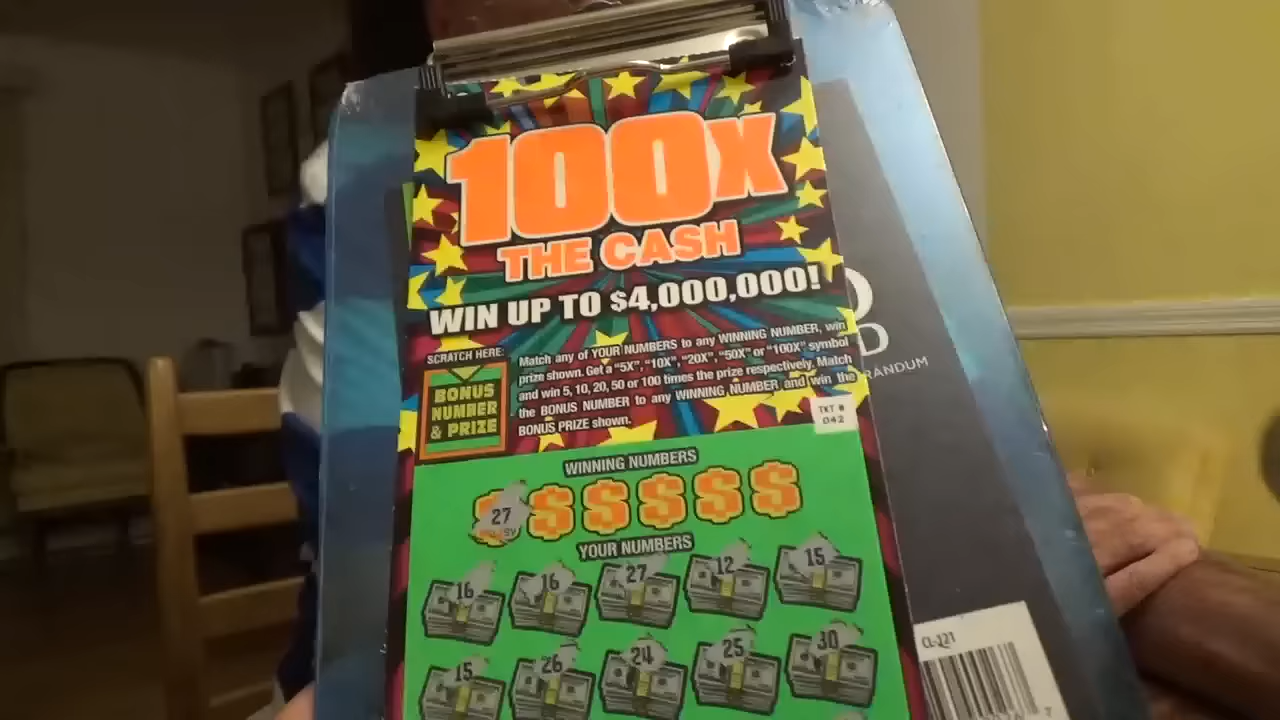 100X
THE CASH
WIN UP TO $4,000,000!
SCRATCH HERE:
BONUS
NUMBER
& PRIZE
Match any of YOUR NUMBERS to any WINNING NUMBER, win
prize shown. Get a "5X", "10X", "20X", "50X" or "100X" symbol
and win 5, 10, 20, 50 or 100 times the prize respectively. Match
the BONUS NUMBER to any WINNING NUMBER and win the
BONUS PRIZE shown.
TKT #
042
WINNING NUMBERS
27 $ $ $ $ $
YOUR NUMBERS
16 16 27 12 15
15 26 24 25 30
D
RANDUM
CL-221